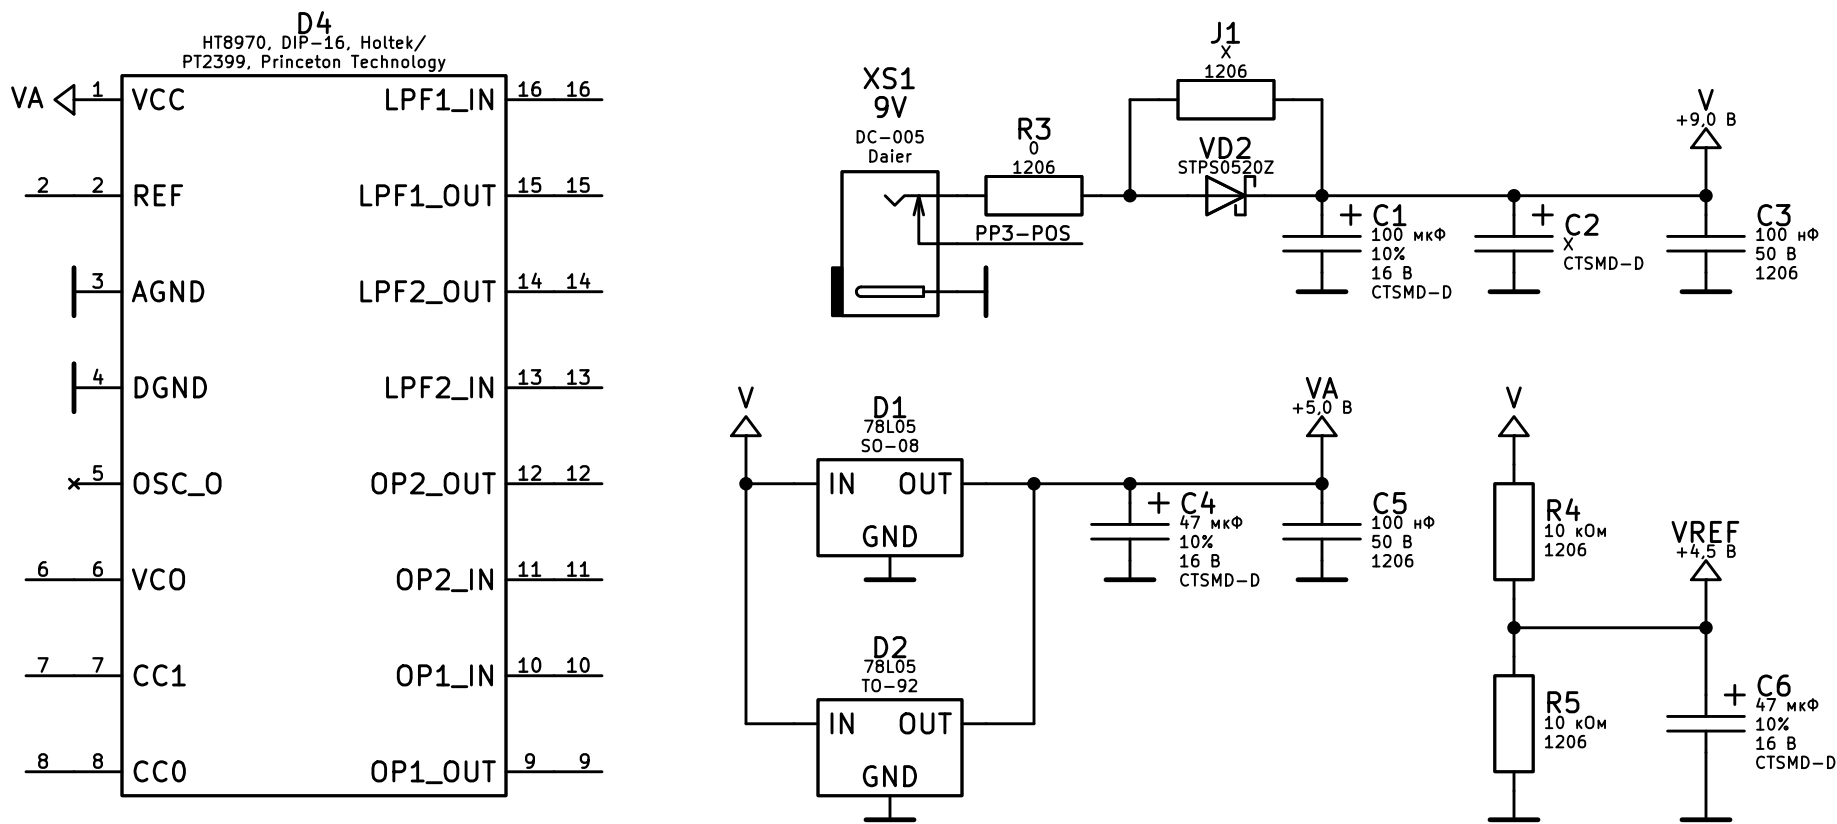 D4
HT8970, DIP-16, Holtek/
PT2399, Princeton Technology
VA 1 VCC LPF1_IN 16 16
2 2 REF LPF1_OUT 15 15
3 AGND LPF2_OUT 14 14
4 DGND LPF2_IN 13 13
5 OSC_O OP2_OUT 12 12
6 6 VCO OP2_IN 11 11
7 7 CC1 OP1_IN 10 10
8 8 CC0 OP1_OUT 9 9
XS1
9V
DC-005
Daier
PP3-POS
R3
0
1206
J1
X
1206
VD2
STPS0520Z
V
+9,0 В
+ C1
100 мкФ
10%
16 В
CTSMD-D
+ C2
X
CTSMD-D
C3
100 нФ
50 В
1206
V
D1
78L05
SO-08
IN OUT
GND
D2
78L05
TO-92
IN OUT
GND
VA
+5,0 В
+ C4
47 мкФ
10%
16 В
CTSMD-D
C5
100 нФ
50 В
1206
V
R4
10 кОм
1206
VREF
+4,5 В
R5
10 кОм
1206
+ C6
47 мкФ
10%
16 В
CTSMD-D